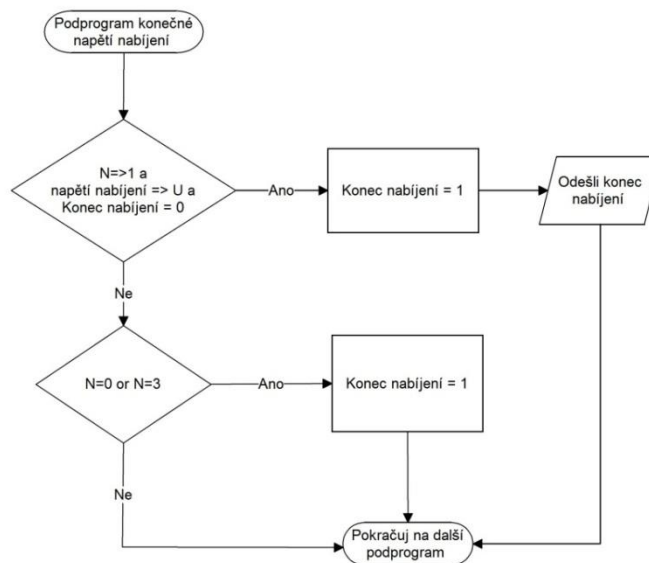 Podprogram konečné
napětí nabíjení
N=>1 a
napětí nabíjení => U a
Konec nabíjení = 0
Ano
Konec nabíjení = 1
Odešli konec
nabíjení
Ne
N=0 or N=3
Ano
Konec nabíjení = 1
Ne
Pokračuj na další
podprogram